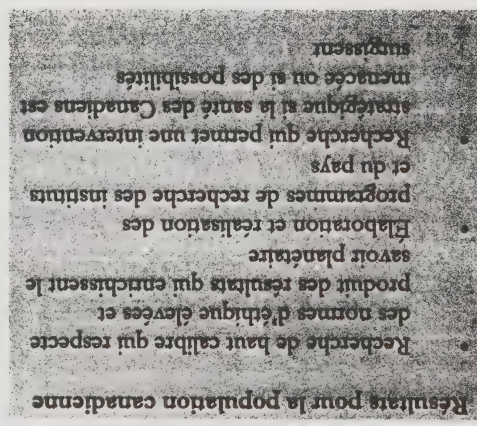 Résultats pour la population canadienne
• Recherche de haut calibre qui respecte
des normes d'éthique élevées et
produit des résultats qui enrichissent le
savoir planétaire
• Élaboration et réalisation des
programmes de recherche des instituts
et du pays
• Recherche qui permet une intervention
stratégique si la santé des Canadiens est
menacée ou si des possibilités
surgissent